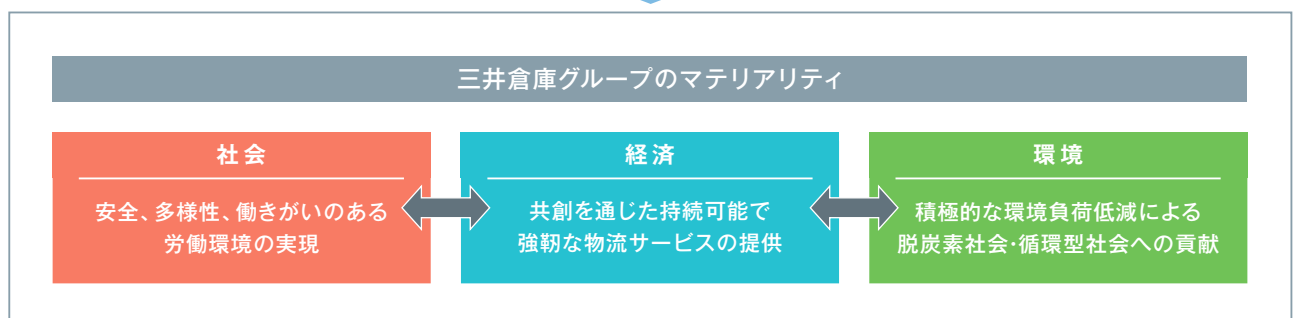 三井倉庫グループのマテリアリティ
社会
安全、多様性、働きがいのある
労働環境の実現
経済
共創を通じた持続可能で
強靭な物流サービスの提供
環境
積極的な環境負荷低減による
脱炭素社会・循環型社会への貢献